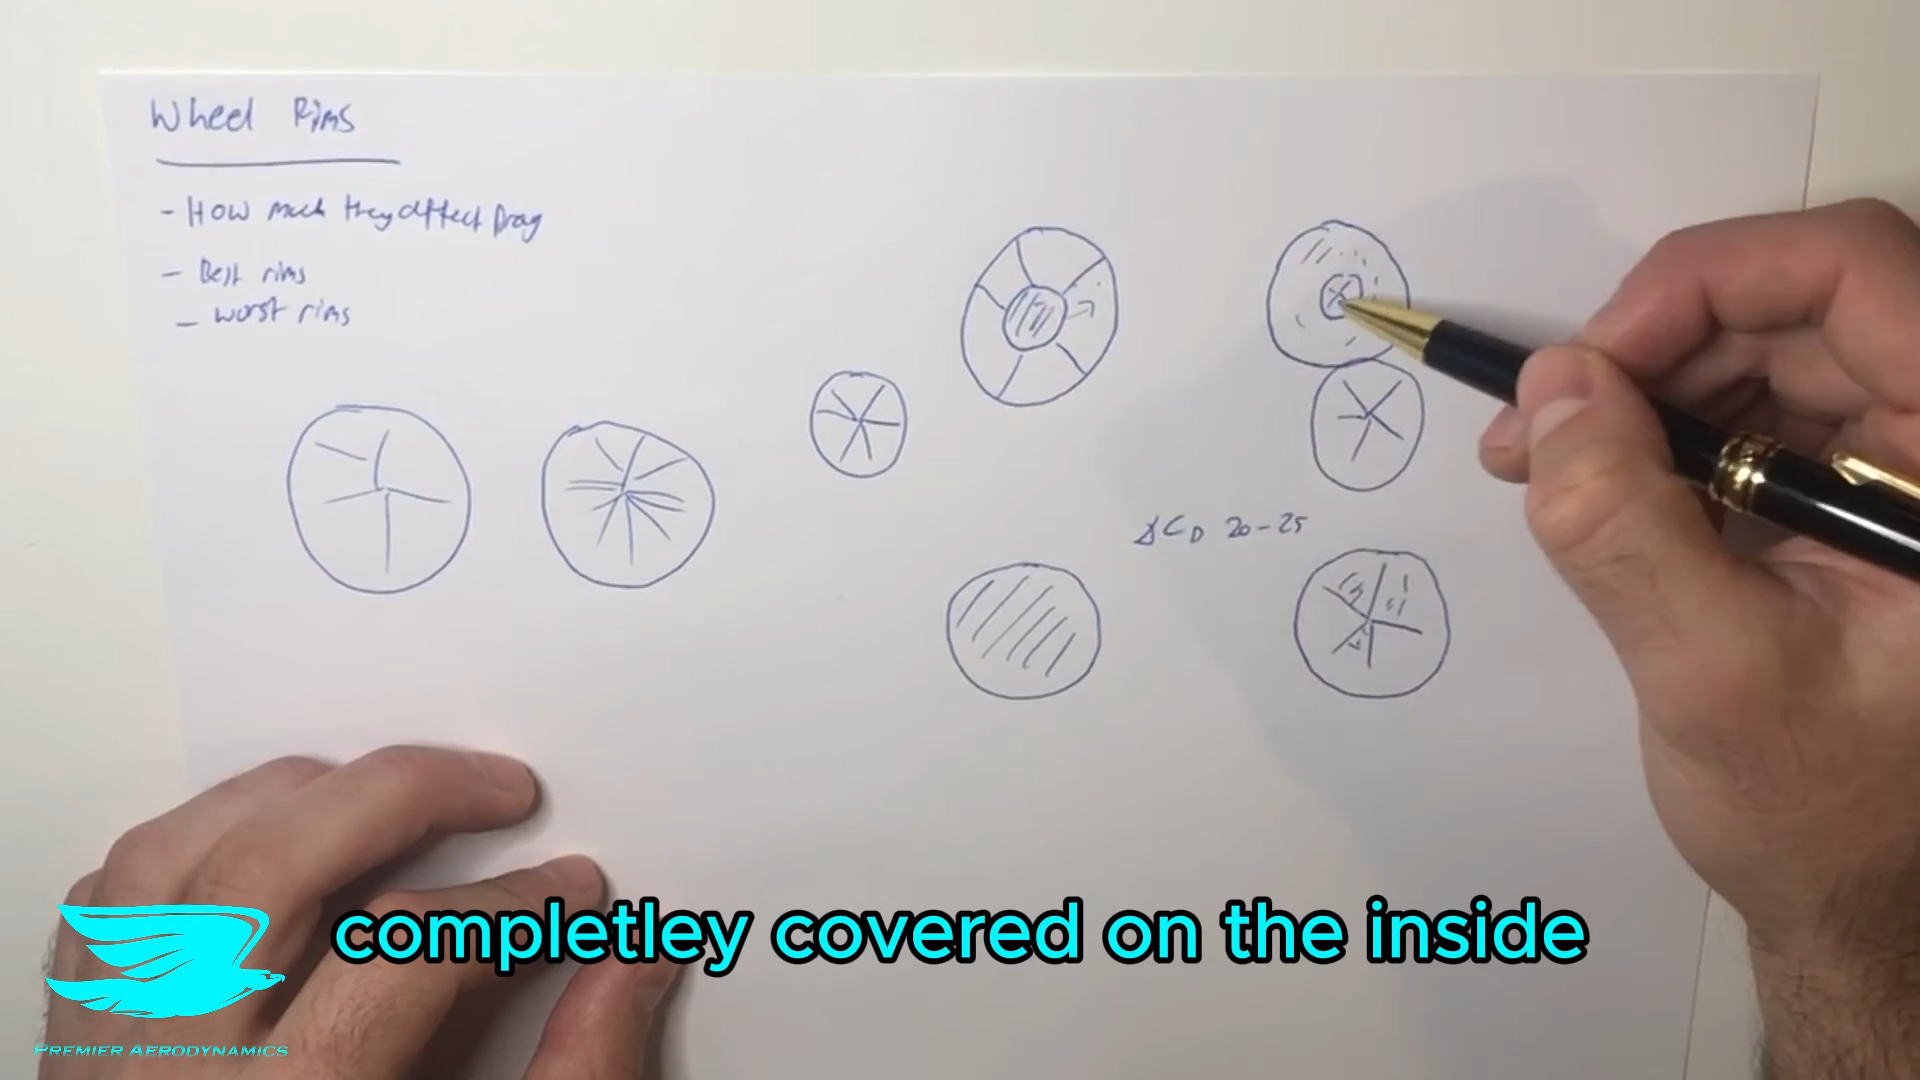 Wheel Rims
- How much they affect Drag
- Best rims
- worst rims
ΔCD 20-25
completley covered on the inside
PREMIER AERODYNAMICS